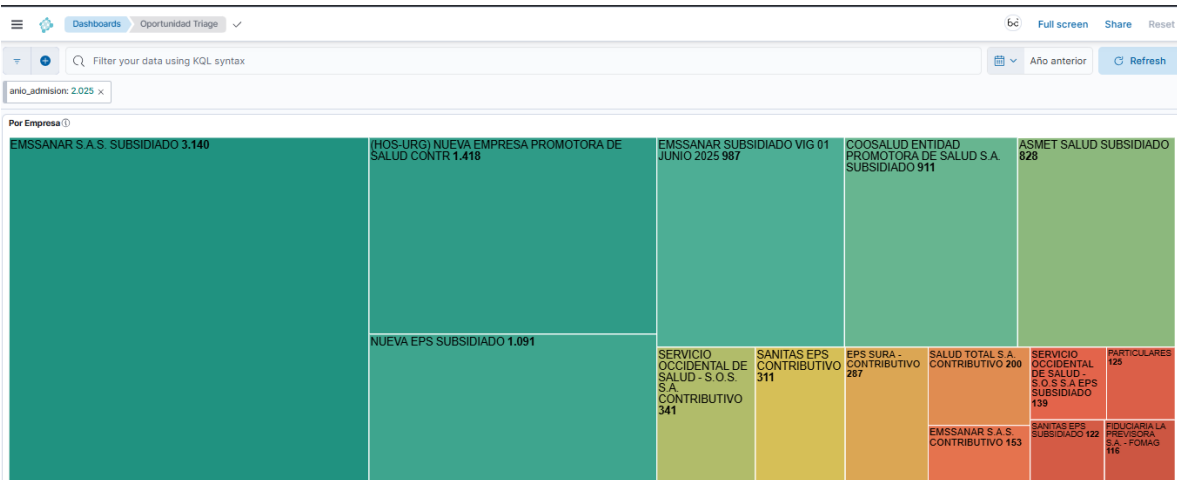 Dashboards
Oportunidad Triage
bc
Full screen
Share
Reset
Filter your data using KQL syntax
Año anterior
Refresh
anio_admision: 2.025 ×
Por Empresa
EMSSANAR S.A.S. SUBSIDIADO 3.140
(HOS-URG) NUEVA EMPRESA PROMOTORA DE
SALUD CONTR 1.418
NUEVA EPS SUBSIDIADO 1.091
EMSSANAR SUBSIDIADO VIG 01
JUNIO 2025 987
COOSALUD ENTIDAD
PROMOTORA DE SALUD S.A.
SUBSIDIADO 911
ASMET SALUD SUBSIDIADO
828
SERVICIO
OCCIDENTAL DE
SALUD - S.O.S.
S.A.
CONTRIBUTIVO
341
SANITAS EPS
CONTRIBUTIVO
311
EPS SURA -
CONTRIBUTIVO
287
SALUD TOTAL S.A.
CONTRIBUTIVO 200
EMSSANAR S.A.S.
CONTRIBUTIVO 153
SERVICIO
OCCIDENTAL
DE SALUD -
S.O.S S.A EPS
SUBSIDIADO
139
PARTICULARES
125
SANITAS EPS
SUBSIDIADO 122
FIDUCIARIA LA
PREVISORA
S.A. - FOMAG
116